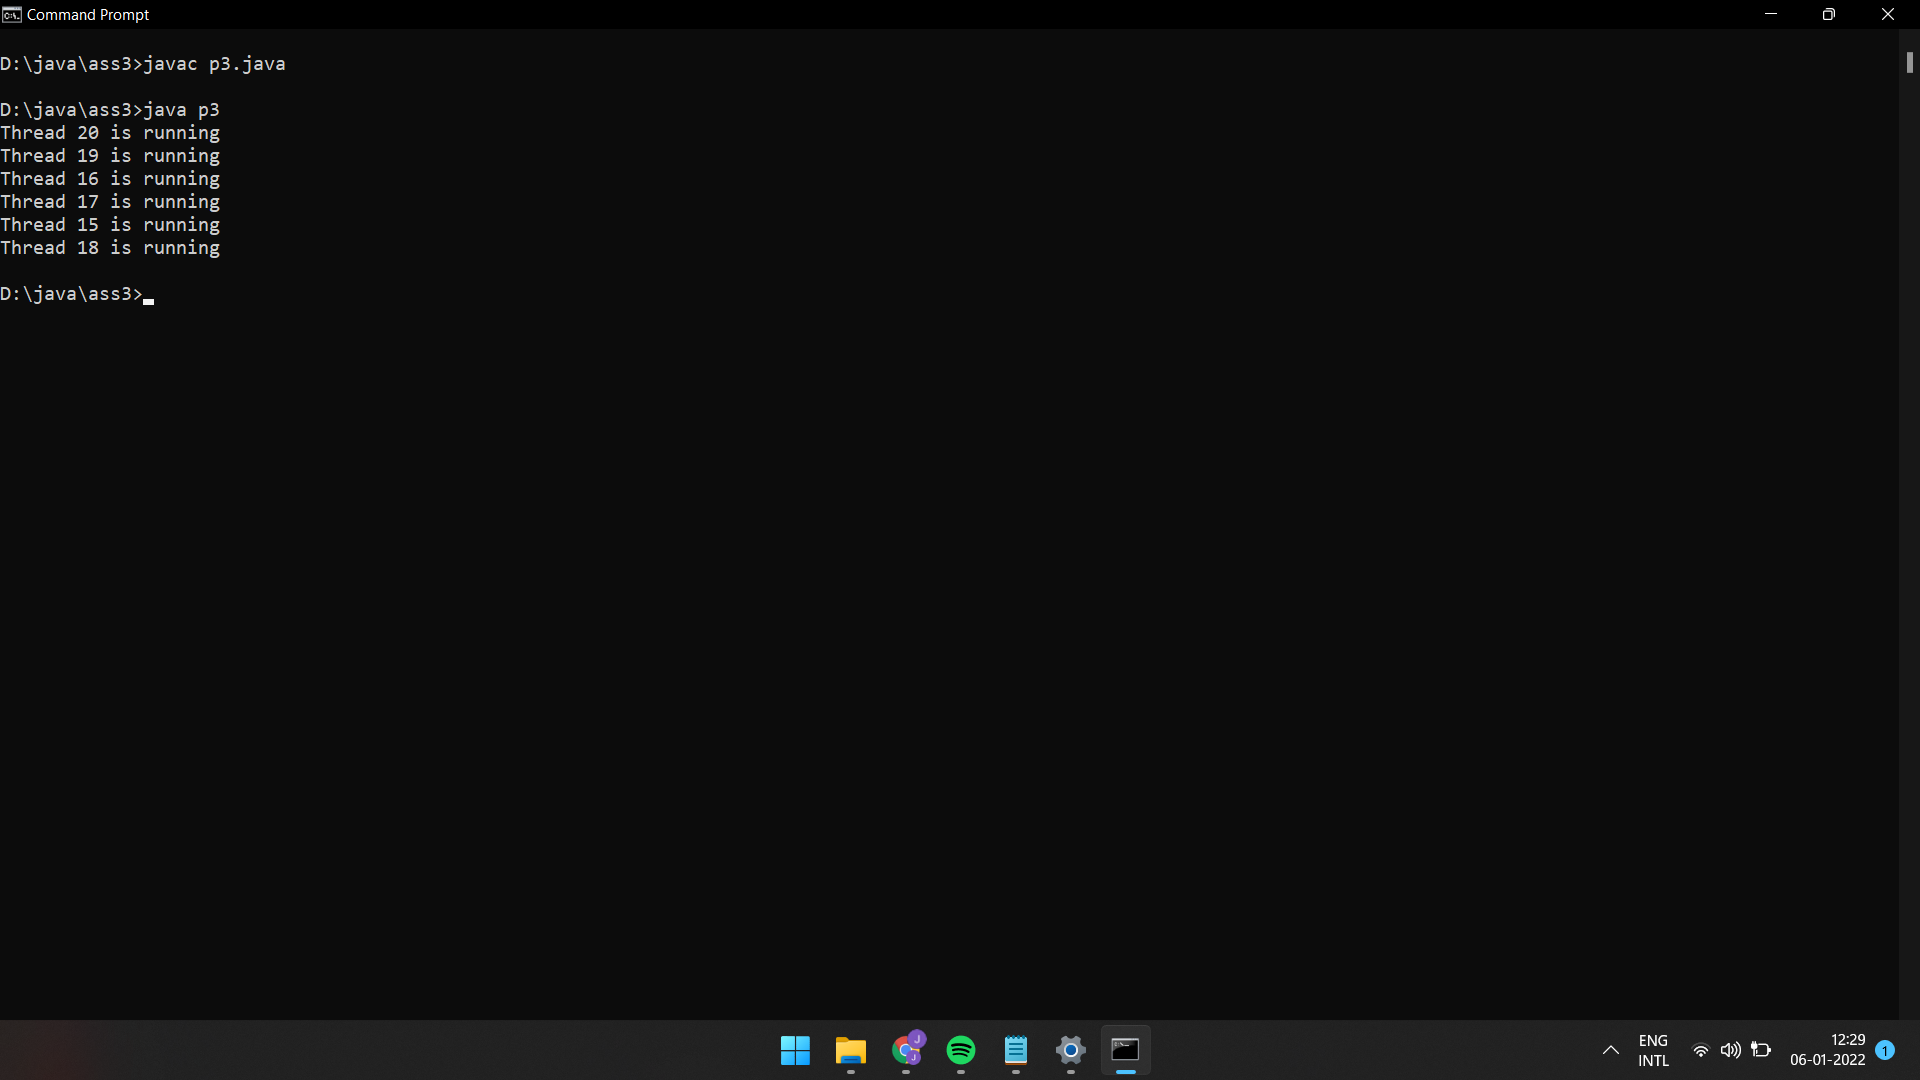 Command Prompt
D:\java\ass3>javac p3.java
D:\java\ass3>java p3
Thread 20 is running
Thread 19 is running
Thread 16 is running
Thread 17 is running
Thread 15 is running
Thread 18 is running
D:\java\ass3>
J
J
ENG
INTL
12:29
06-01-2022
1